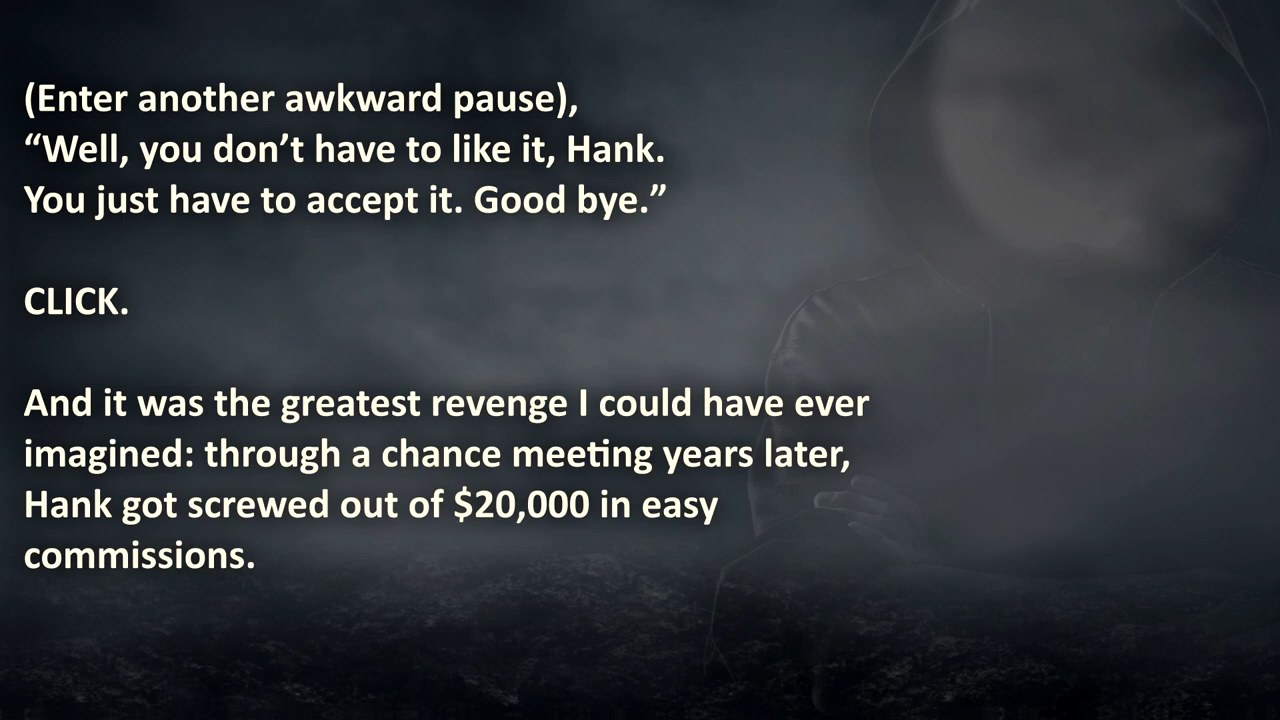 (Enter another awkward pause),
“Well, you don’t have to like it, Hank.
You just have to accept it. Good bye.”
CLICK.
And it was the greatest revenge I could have ever
imagined: through a chance meeting years later,
Hank got screwed out of $20,000 in easy
commissions.